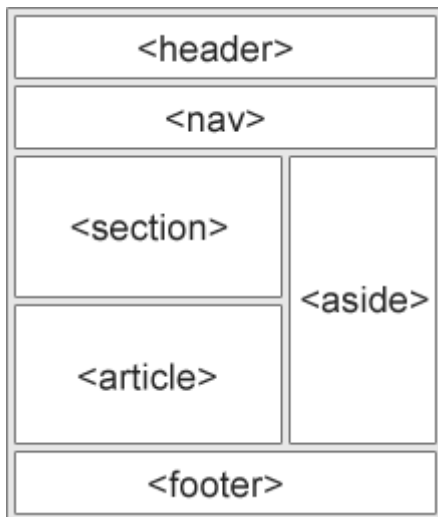 <header>
<nav>
<section>
<aside>
<article>
<footer>